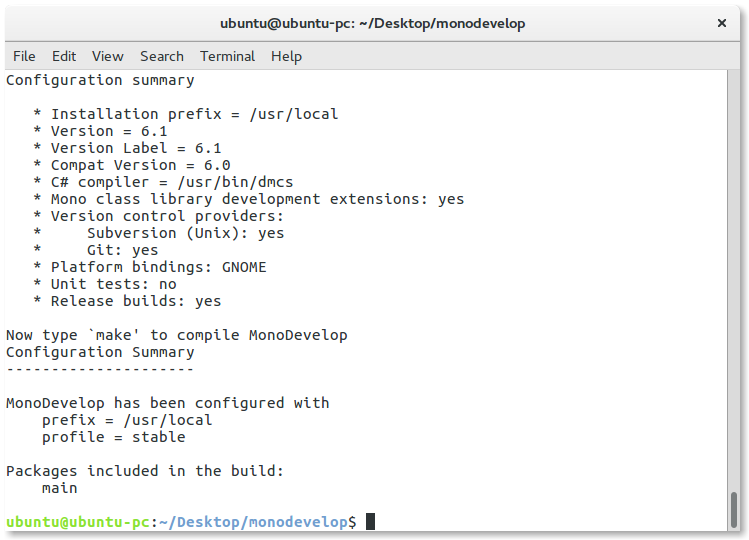 ubuntu@ubuntu-pc: ~/Desktop/monodevelop
File Edit View Search Terminal Help
Configuration summary
* Installation prefix = /usr/local
* Version = 6.1
* Version Label = 6.1
* Compat Version = 6.0
* C# compiler = /usr/bin/dmcs
* Mono class library development extensions: yes
* Version control providers:
* Subversion (Unix): yes
* Git: yes
* Platform bindings: GNOME
* Unit tests: no
* Release builds: yes
Now type `make' to compile MonoDevelop
Configuration Summary
---------------------
MonoDevelop has been configured with
prefix = /usr/local
profile = stable
Packages included in the build:
main
ubuntu@ubuntu-pc:~/Desktop/monodevelop$